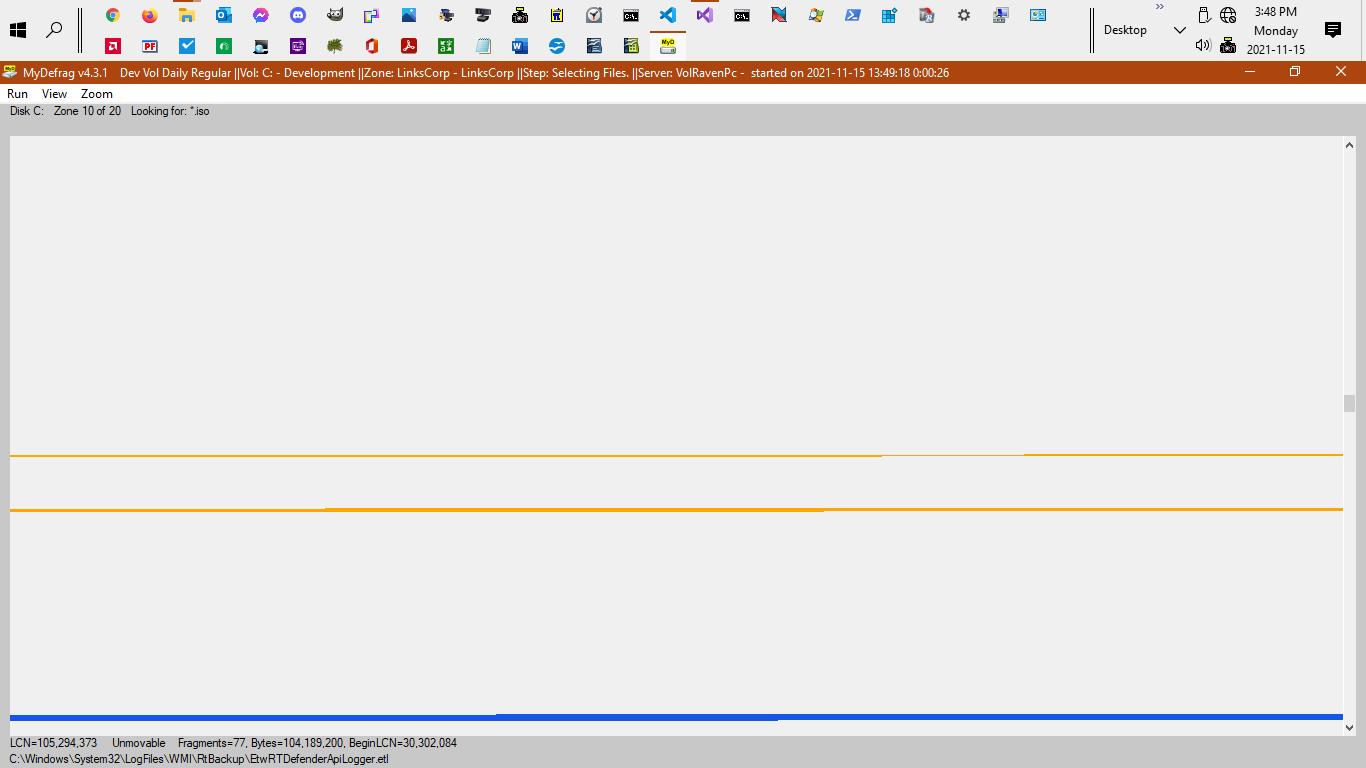 3:48 PM
Monday
2021-11-15
Desktop
MyDefrag v4.3.1 Dev Vol Daily Regular ||Vol: C: - Development ||Zone: LinksCorp - LinksCorp ||Step: Selecting Files. ||Server: VolRavenPc - started on 2021-11-15 13:49:18 0:00:26
Run View Zoom
Disk C: Zone 10 of 20 Looking for: *.iso
LCN=105,294,373 Unmovable Fragments=77, Bytes=104,189,200, BeginLCN=30,302,084
C:\Windows\System32\LogFiles\WMI\RtBackup\EtwRTDefenderApiLogger.etl